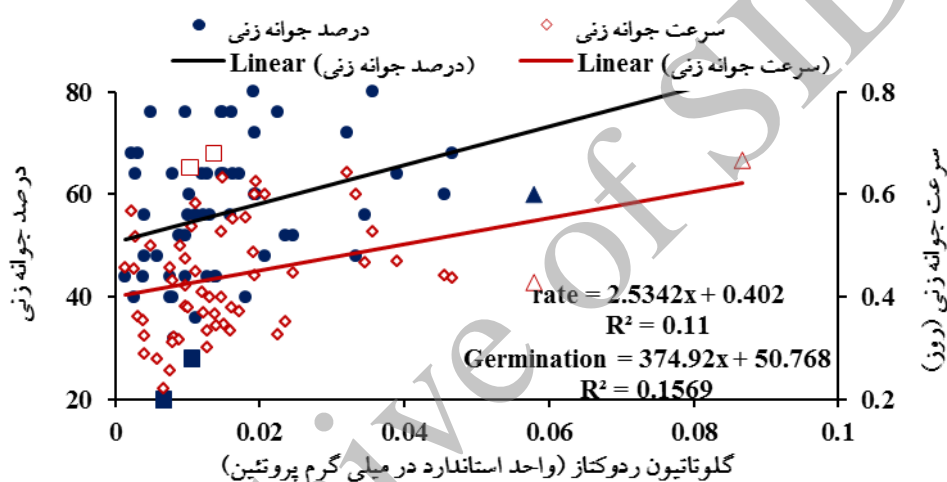 درصد جوانه زنی
سرعت جوانه زنی
Linear (درصد جوانه زنی)
Linear (سرعت جوانه زنی)
80
60
40
20
درصد جوانه زنی
0.8
0.6
0.4
0.2
سرعت جوانه زنی (روز)
rate = 2.5342x + 0.402
R² = 0.11
Germination = 374.92x + 50.768
R² = 0.1569
0 0.02 0.04 0.06 0.08 0.1
گلوتاتیون ردوکتاز (واحد استاندارد در میلی گرم پروتئین)
ive of SID